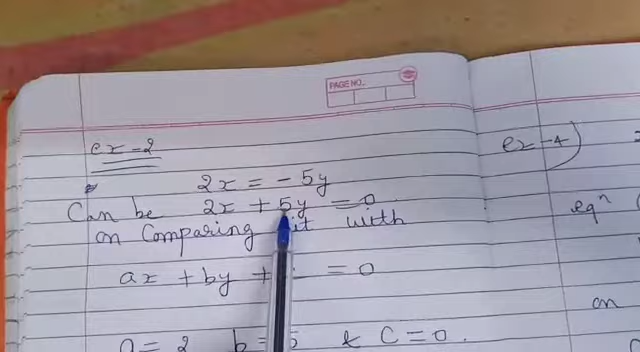 PAGE NO.
ex-2
2x = -5y
Can be 2x + 5y = 0
on Comparing it with
ax + by + = 0
a = 2 b = 5 & C = 0.
ex-4)
eqⁿ
on